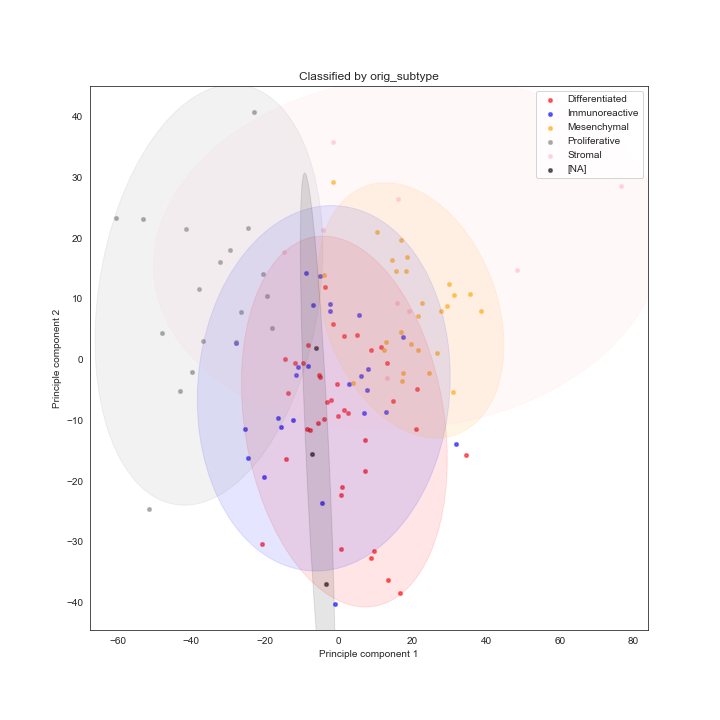 Classified by orig_subtype
Differentiated
Immunoreactive
Mesenchymal
Proliferative
Stromal
[NA]
40
30
20
10
0
−10
−20
−30
−40
Principle component 2
−60 −40 −20 0 20 40 60 80
Principle component 1